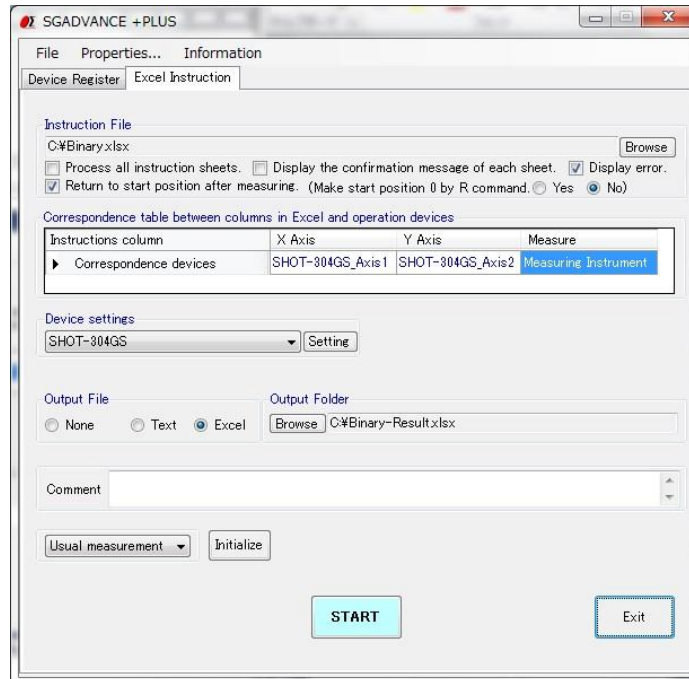 SGADVANCE +PLUS
File Properties... Information
Device Register Excel Instruction
Instruction File
C:¥Binary.xlsx Browse
Process all instruction sheets. Display the confirmation message of each sheet. Display error.
Return to start position after measuring. (Make start position 0 by R command. Yes No)
Correspondence table between columns in Excel and operation devices
Instructions column X Axis Y Axis Measure
Correspondence devices SHOT-304GS_Axis1 SHOT-304GS_Axis2 Measuring Instrument
Device settings
SHOT-304GS Setting
Output File Output Folder
None Text Excel Browse C:¥Binary-Result.xlsx
Comment
Usual measurement Initialize
START Exit